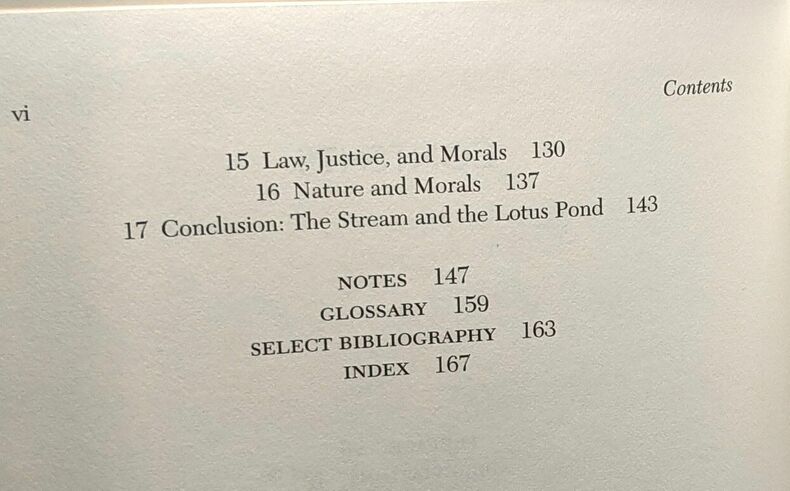 Contents
vi
15 Law, Justice, and Morals 130
16 Nature and Morals 137
17 Conclusion: The Stream and the Lotus Pond 143
NOTES 147
GLOSSARY 159
SELECT BIBLIOGRAPHY 163
INDEX 167